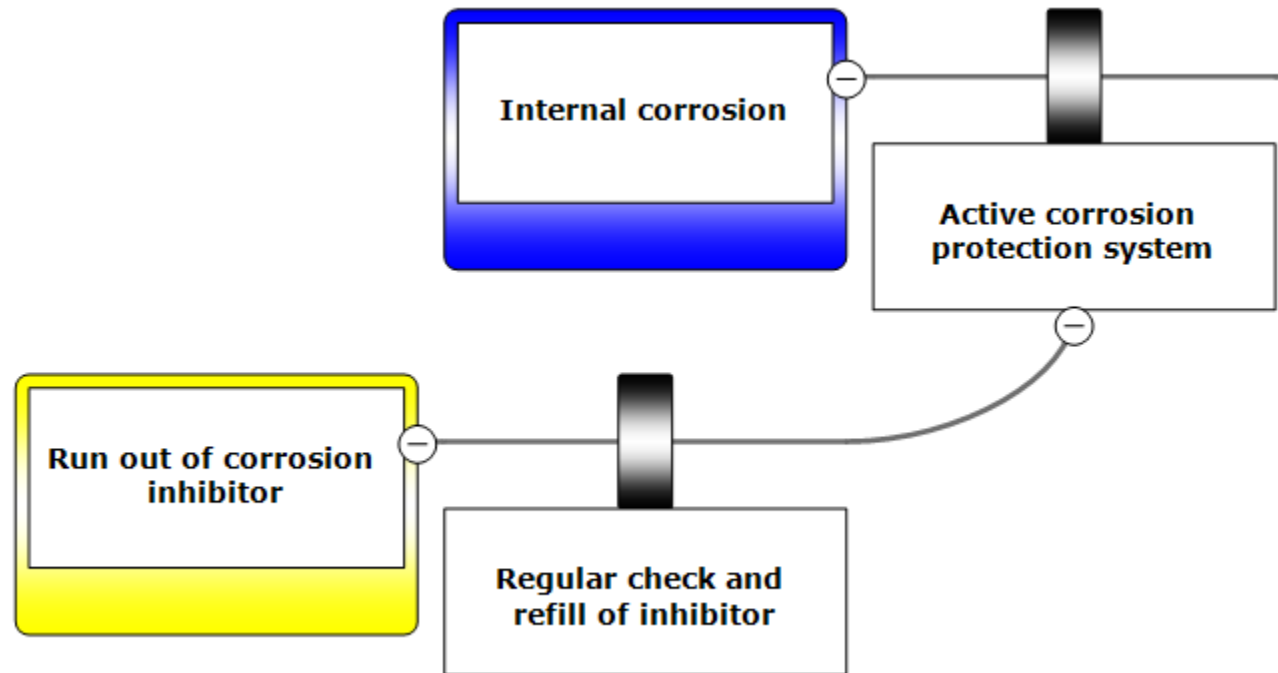 Internal corrosion
Active corrosion
protection system
Run out of corrosion
inhibitor
Regular check and
refill of inhibitor